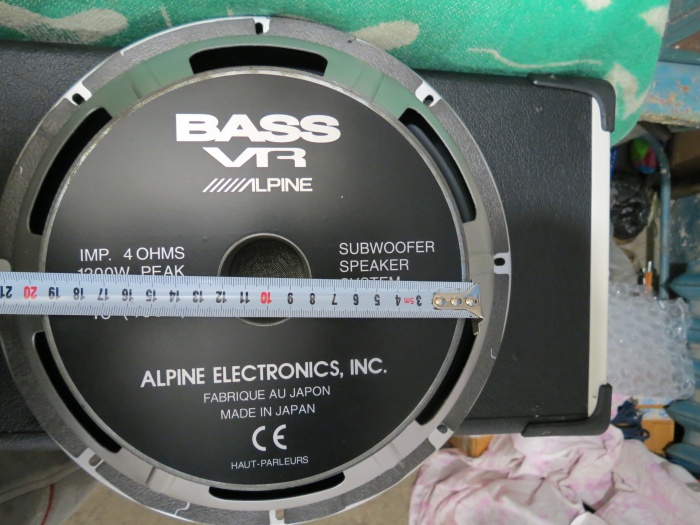 BASS
VR
/////ALPINE
IMP. 4 OHMS
1200W PEAK
SUBWOOFER
SPEAKER
SYSTEM
21 20 19 18 17 16 15 14 13 12 11 10 9 8 7 6 5 4 5cm 3
ALPINE ELECTRONICS, INC.
FABRIQUE AU JAPON
MADE IN JAPAN
CE
HAUT-PARLEURS